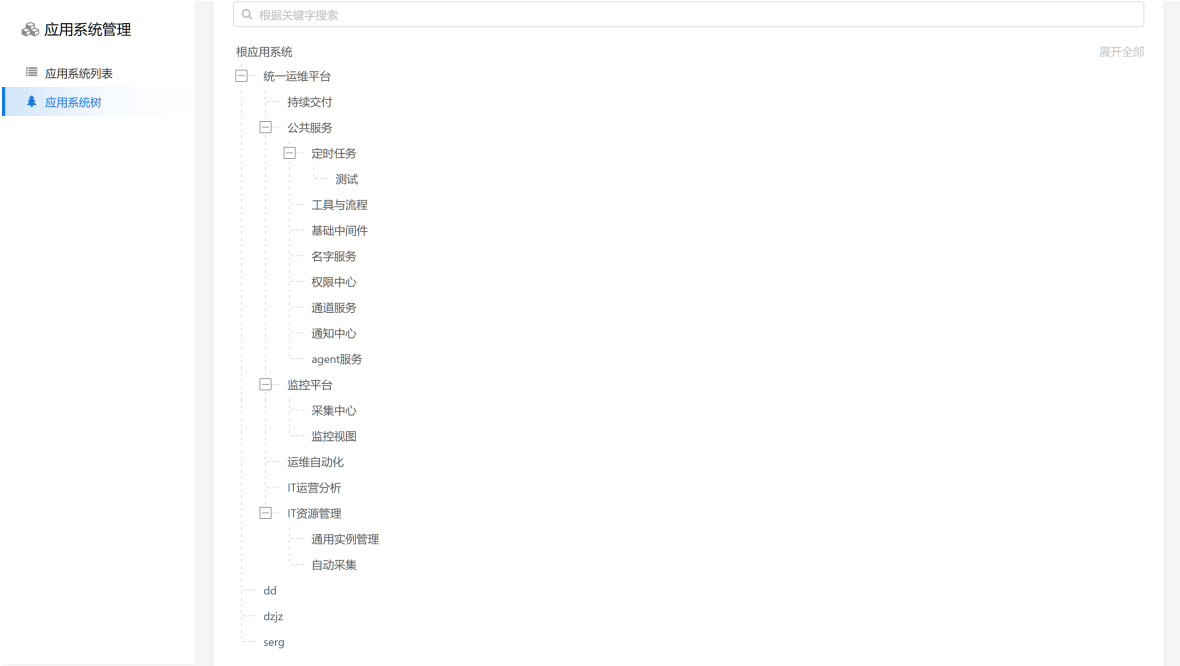 应用系统管理
应用系统列表
应用系统树
根据关键字搜索
根应用系统
展开全部
统一运维平台
持续交付
公共服务
定时任务
测试
工具与流程
基础中间件
名字服务
权限中心
通道服务
通知中心
agent服务
监控平台
采集中心
监控视图
运维自动化
IT运营分析
IT资源管理
通用实例管理
自动采集
dd
dzjz
serg